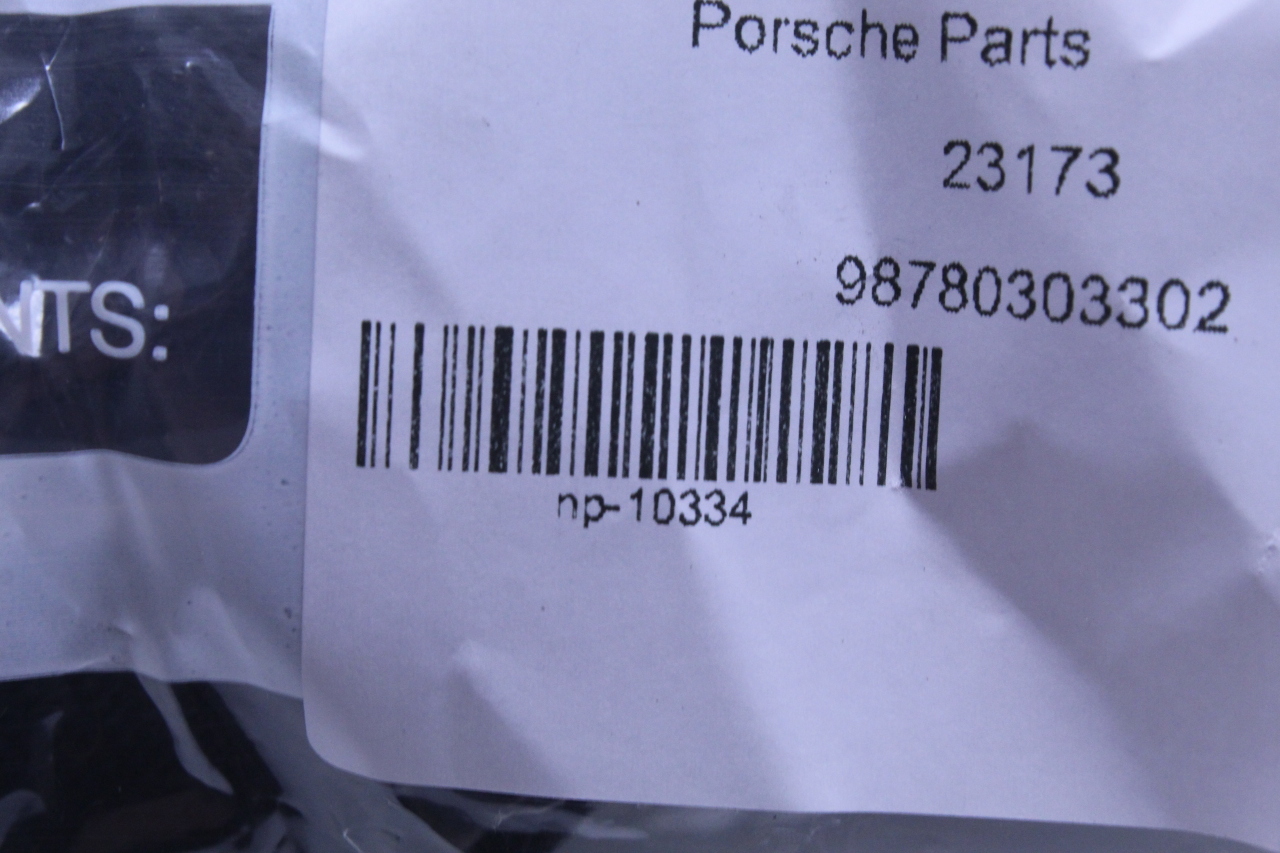 Porsche Parts
23173
98780303302
NTS:
np-10334